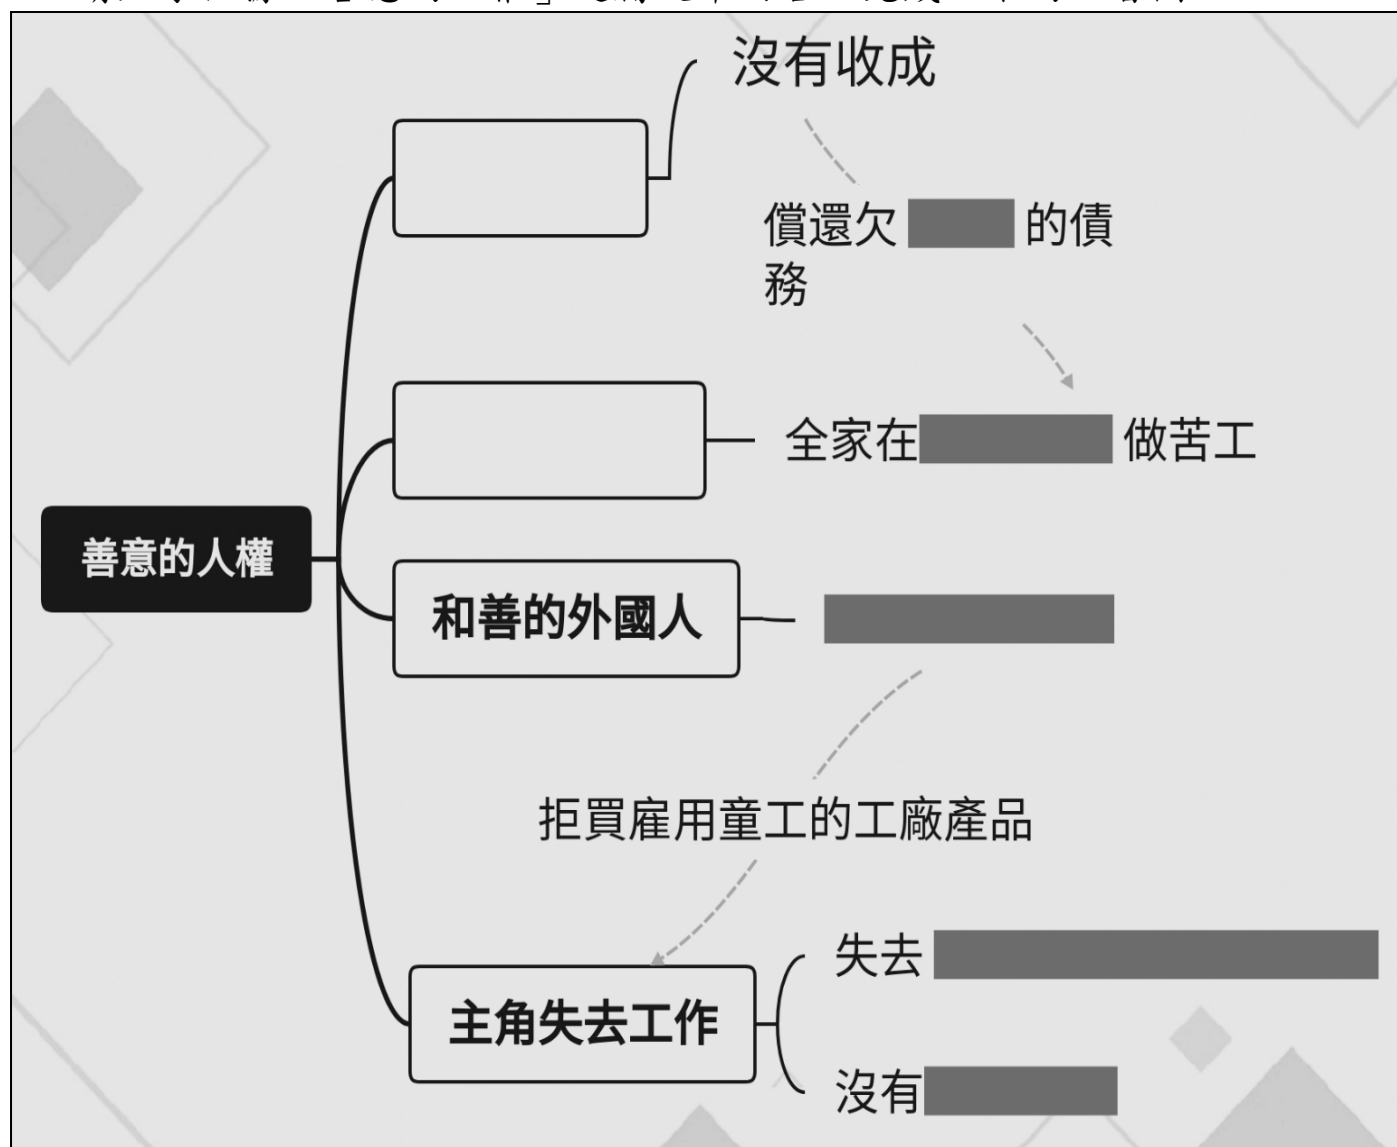 沒有收成
償還欠 的債
務
全家在 做苦工
善意的人權
和善的外國人
拒買雇用童工的工廠產品
失去
主角失去工作
沒有